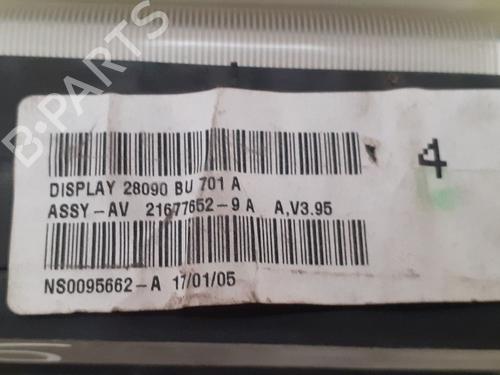 B-PARTS
DISPLAY 28090 BU 701 A
ASSY-AV 21677652-9 A A,V3.95
NS0095662-A 17/01/05
4